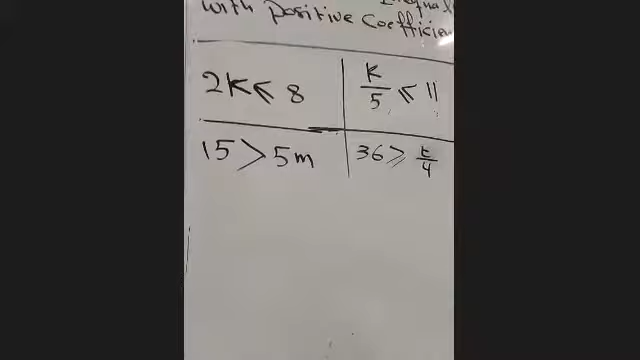 with Positive Coefficien
2K ≤ 8
K/5 ≤ 11
15 > 5m
36 ≥ t/4